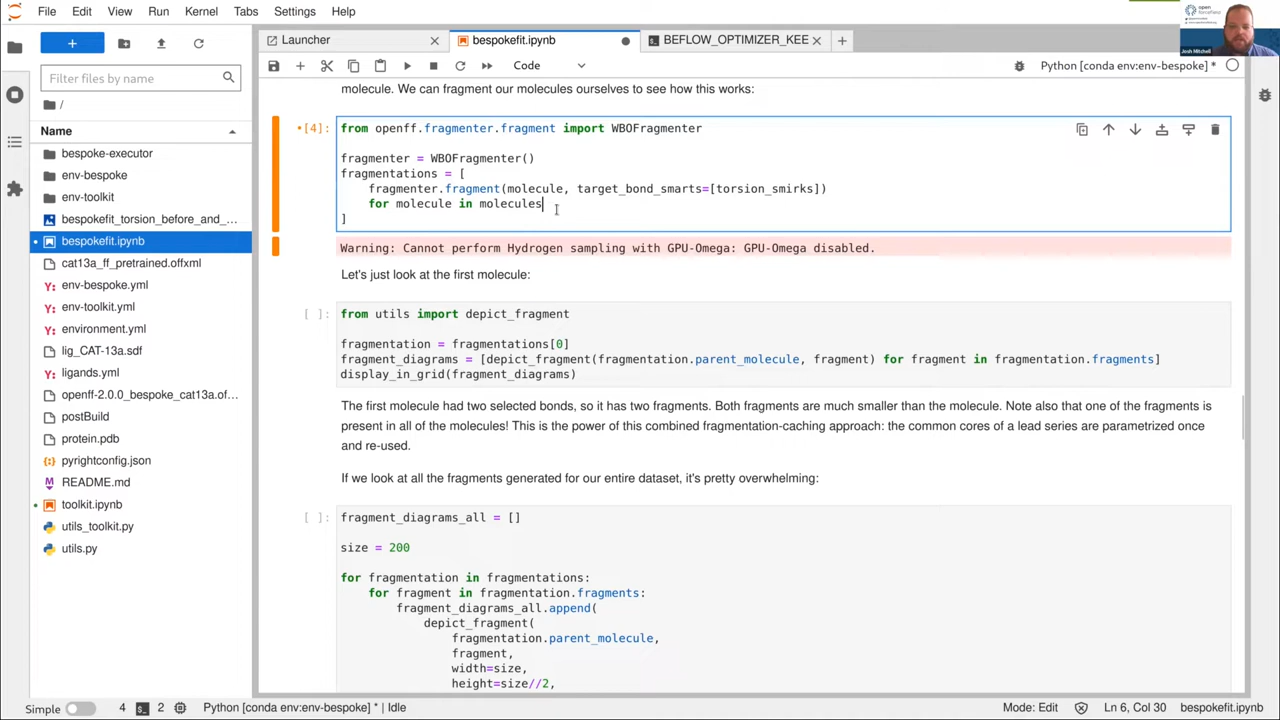 File Edit View Run Kernel Tabs Settings Help
open
forcefield
Josh Mitchell
+
Filter files by name
/
Name
bespoke-executor
env-bespoke
env-toolkit
bespokefit_torsion_before_and_...
bespokefit.ipynb
cat13a_ff_pretrained.offxml
env-bespoke.yml
env-toolkit.yml
environment.yml
lig_CAT-13a.sdf
ligands.yml
openff-2.0.0_bespoke_cat13a.of...
postBuild
protein.pdb
pyrightconfig.json
README.md
toolkit.ipynb
utils_toolkit.py
utils.py
Launcher
bespokefit.ipynb
BEFLOW_OPTIMIZER_KEE
Code
Python [conda env:env-bespoke] *
molecule. We can fragment our molecules ourselves to see how this works:
[4]:
from openff.fragmenter.fragment import WBOFragmenter
fragmenter = WBOFragmenter()
fragmentations = [
fragmenter.fragment(molecule, target_bond_smarts=[torsion_smirks])
for molecule in molecules
]
Warning: Cannot perform Hydrogen sampling with GPU-Omega: GPU-Omega disabled.
Let's just look at the first molecule:
[ ]:
from utils import depict_fragment
fragmentation = fragmentations[0]
fragment_diagrams = [depict_fragment(fragmentation.parent_molecule, fragment) for fragment in fragmentation.fragments]
display_in_grid(fragment_diagrams)
The first molecule had two selected bonds, so it has two fragments. Both fragments are much smaller than the molecule. Note also that one of the fragments is
present in all of the molecules! This is the power of this combined fragmentation-caching approach: the common cores of a lead series are parametrized once
and re-used.
If we look at all the fragments generated for our entire dataset, it's pretty overwhelming:
[ ]:
fragment_diagrams_all = []
size = 200
for fragmentation in fragmentations:
for fragment in fragmentation.fragments:
fragment_diagrams_all.append(
depict_fragment(
fragmentation.parent_molecule,
fragment,
width=size,
height=size//2,
Simple 4 2 Python [conda env:env-bespoke] * | Idle
Mode: Edit Ln 6, Col 30 bespokefit.ipynb